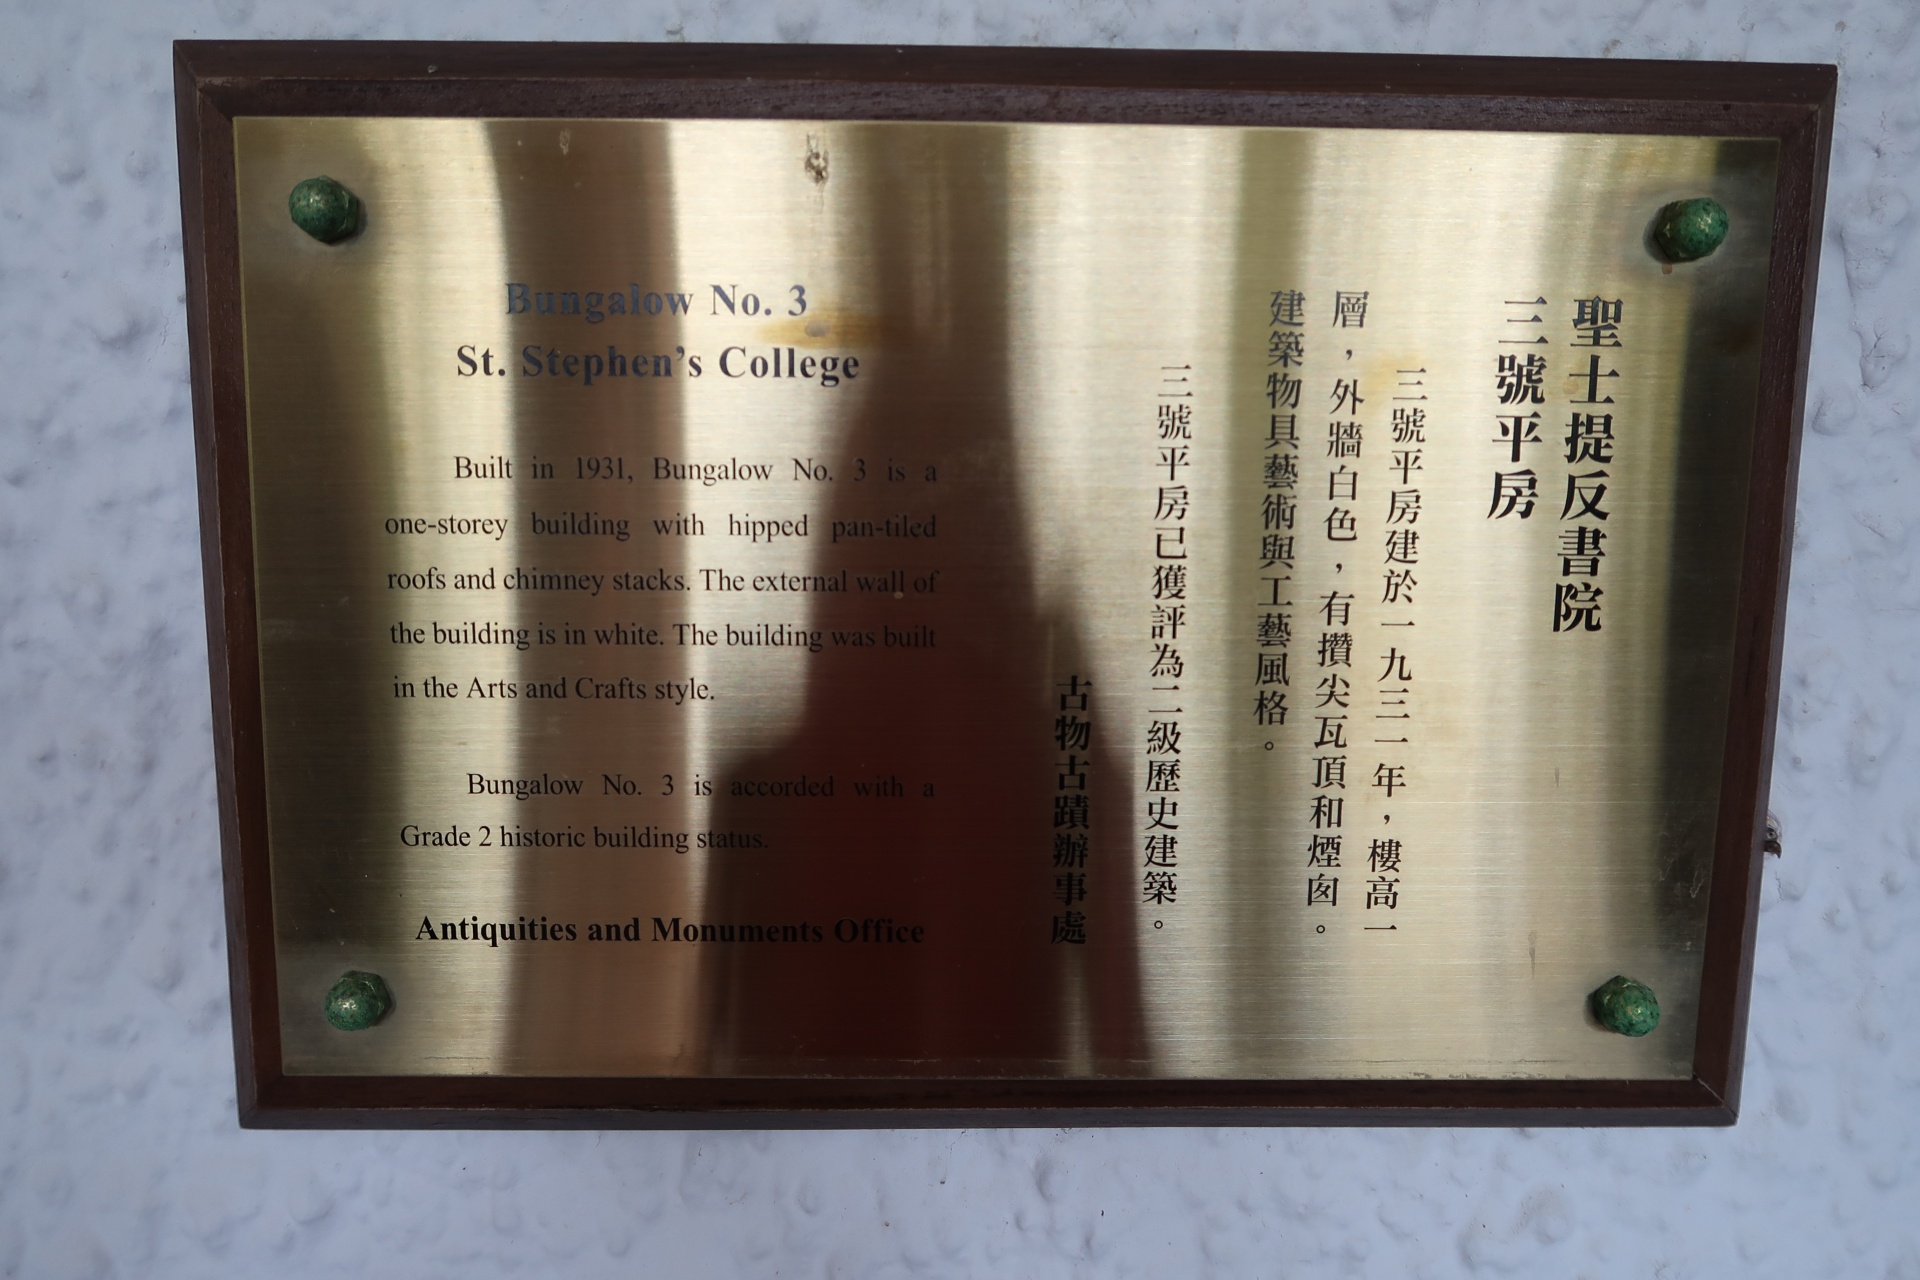 Bungalow No. 3
St. Stephen's College
Built in 1931, Bungalow No. 3 is a
one-storey building with hipped pan-tiled
roofs and chimney stacks. The external wall of
the building is in white. The building was built
in the Arts and Crafts style.
Bungalow No. 3 is accorded with a
Grade 2 historic building status.
Antiquities and Monuments Office
聖士提反書院
三號平房
三號平房建於一九三一年，樓高一
層，外牆白色，有攢尖瓦頂和煙囪。
建築物具藝術與工藝風格。
三號平房已獲評為二級歷史建築。
古物古蹟辦事處